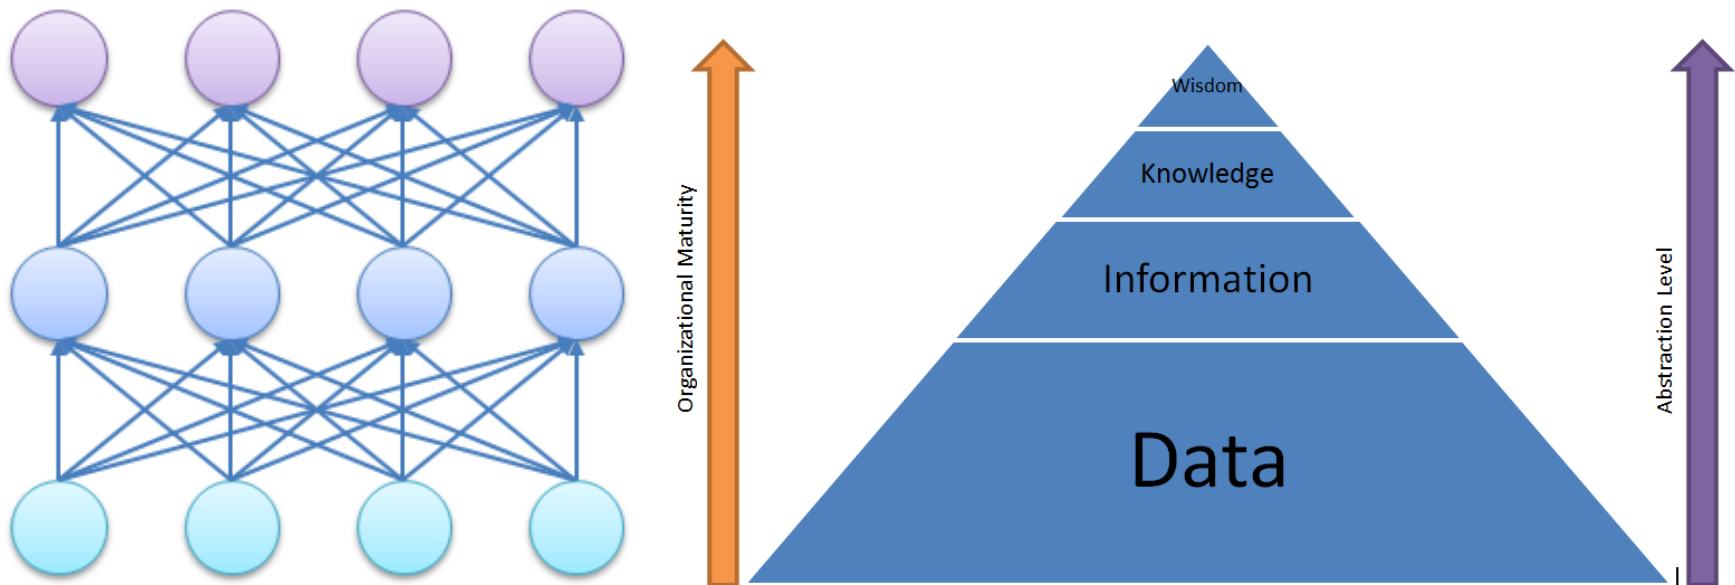 Organizational Maturity
Wisdom
Knowledge
Information
Data
Abstraction Level